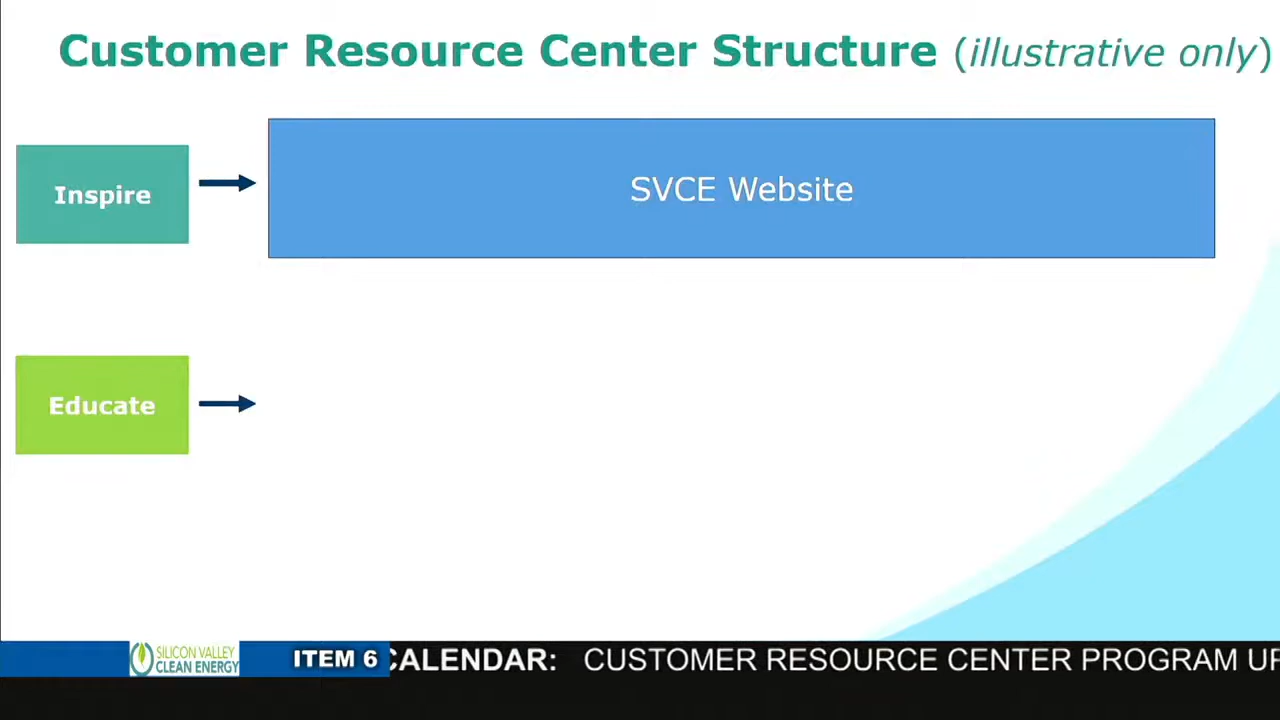 Customer Resource Center Structure (illustrative only)
Inspire
SVCE Website
Educate
SILICON VALLEY
CLEAN ENERGY
ITEM 6
CALENDAR: CUSTOMER RESOURCE CENTER PROGRAM